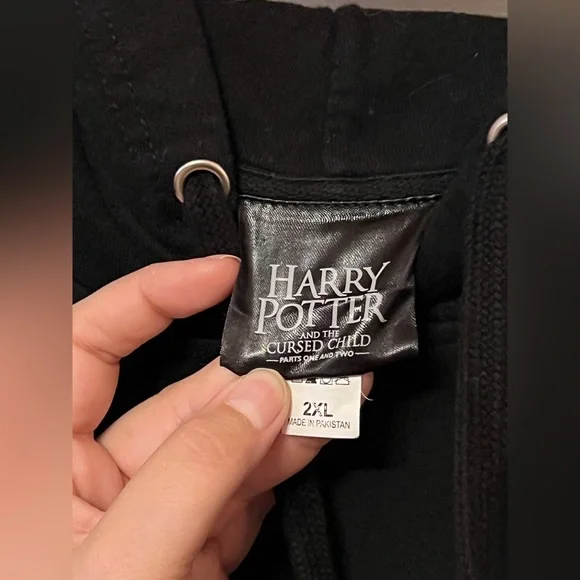 HARRY
POTTER
AND THE
CURSED CHILD
PARTS ONE AND TWO
2XL
MADE IN PAKISTAN